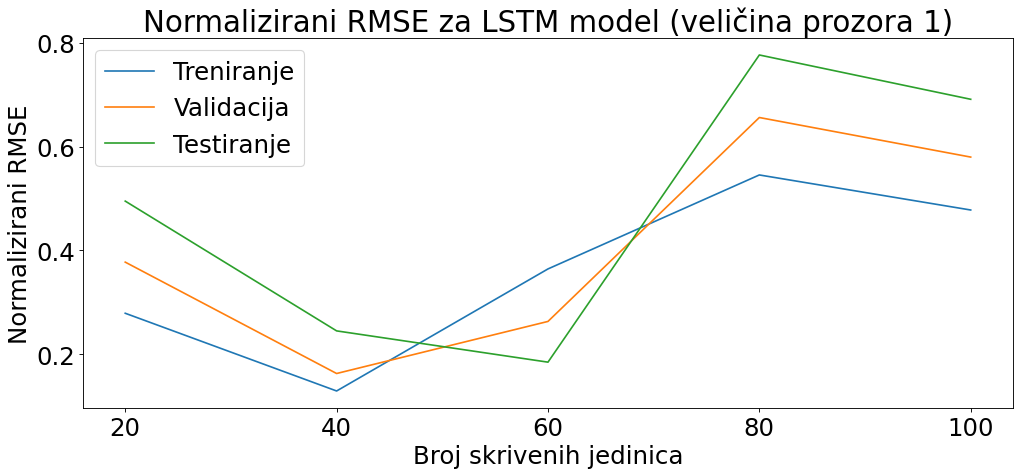 Normalizirani RMSE za LSTM model (veličina prozora 1)
Treniranje
Validacija
Testiranje
Normalizirani RMSE
0.8
0.6
0.4
0.2
20 40 60 80 100
Broj skrivenih jedinica